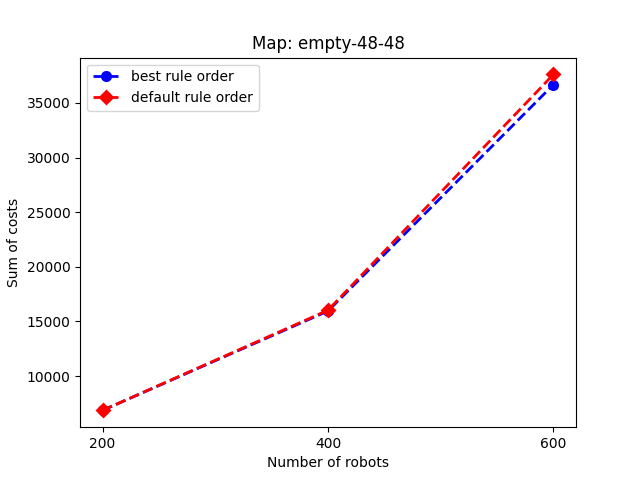 Map: empty-48-48
best rule order
default rule order
Sum of costs
35000
30000
25000
20000
15000
10000
200
400
600
Number of robots